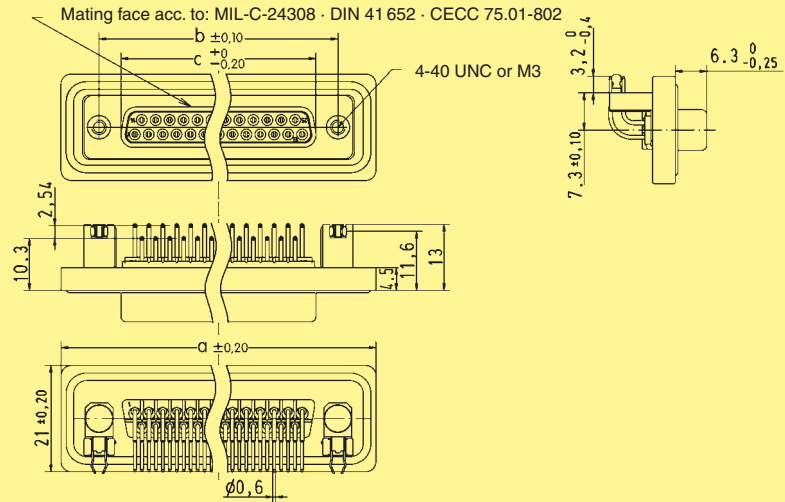 Mating face acc. to: MIL-C-24308 · DIN 41 652 · CECC 75.01-802
b ±0,10
c +0 -0,20
4-40 UNC or M3
3,2 0 -0,4
6.3 0 -0,25
7.3 ±0,10
2,54
10.3
4.5
11,6
13
a ±0,20
21 ±0,20
ø0,6